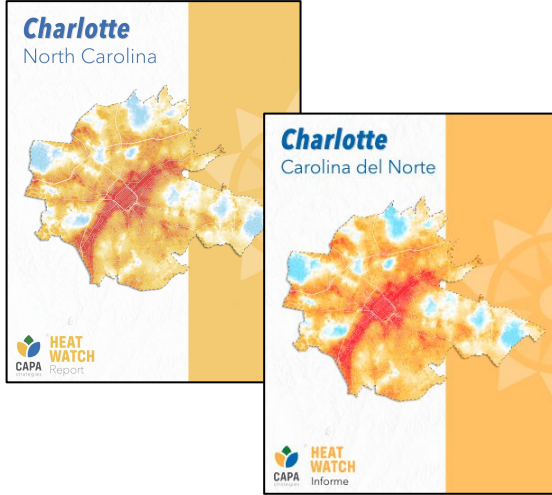 Charlotte
North Carolina
CAPA
strategies
HEAT
WATCH
Report
Charlotte
Carolina del Norte
CAPA
strategies
HEAT
WATCH
Informe